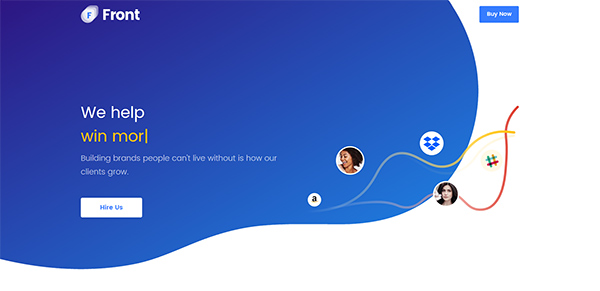 Front
Buy Now
We help
win mor|
Building brands people can't live without is how our
clients grow.
Hire Us
F
a